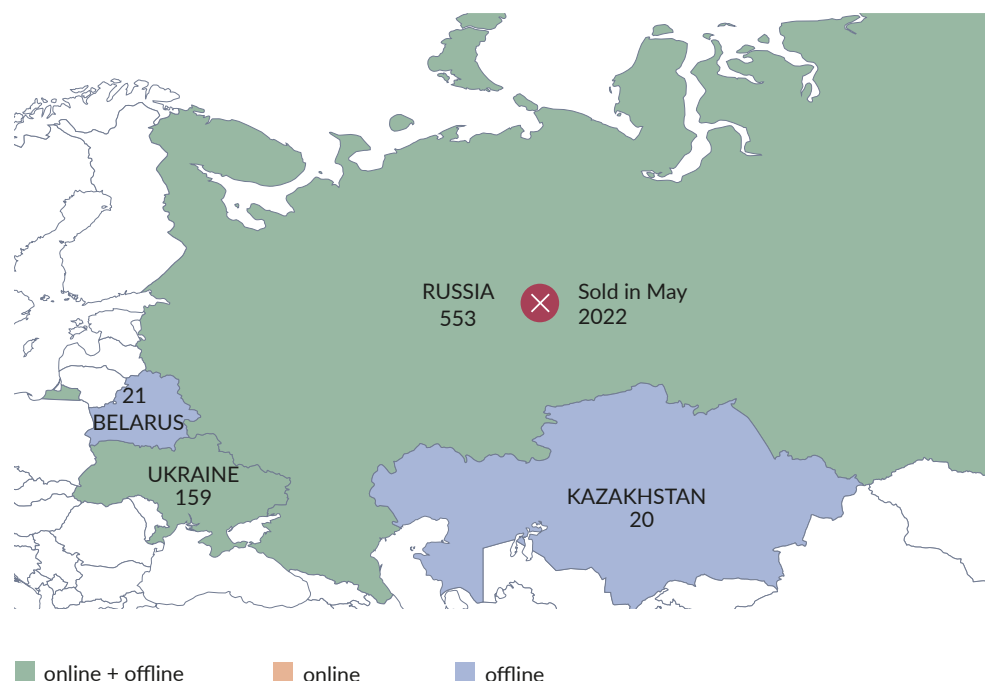 RUSSIA
553
Sold in May
2022
21
BELARUS
UKRAINE
159
KAZAKHSTAN
20
online + offline
online
offline